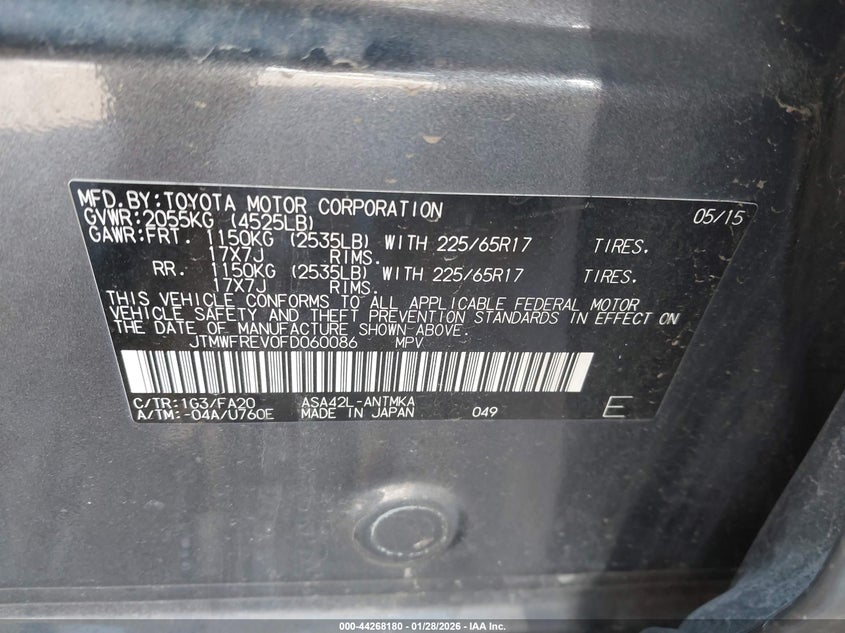 MFD.BY:TOYOTA MOTOR CORPORATION 05/15
GVWR:2055KG (4525LB)
GAWR:FRT. 1150KG (2535LB) WITH 225/65R17 TIRES.
17X7J RIMS.
RR. 1150KG (2535LB) WITH 225/65R17 TIRES.
17X7J RIMS.
THIS VEHICLE CONFORMS TO ALL APPLICABLE FEDERAL MOTOR
VEHICLE SAFETY AND THEFT PREVENTION STANDARDS IN EFFECT ON
THE DATE OF MANUFACTURE SHOWN ABOVE.
JTMWFREV0FD060086 MPV
C/TR:1G3/FA20 ASA42L-ANTMKA
A/TM:-04A/U760E MADE IN JAPAN 049 E
000-44268180 - 01/28/2026 - IAA Inc.